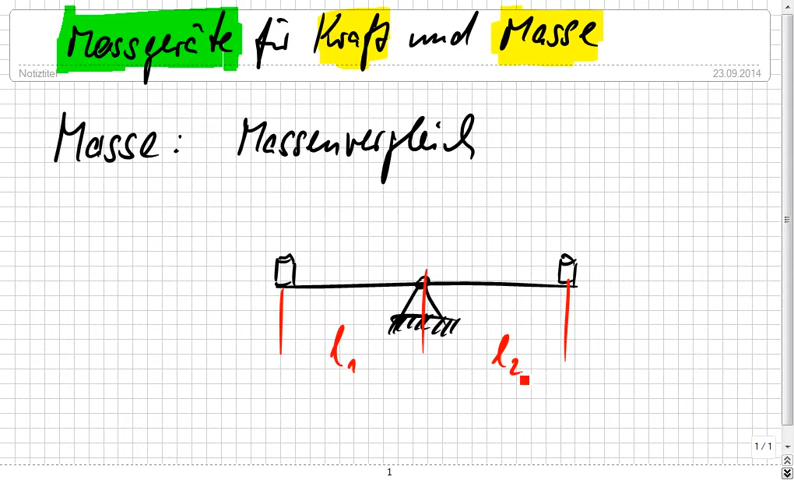 Messgeräte für Kraft und Masse
Notiztitel
23.09.2014
Masse: Massenvergleich
l₁ l₂
1 / 1
1